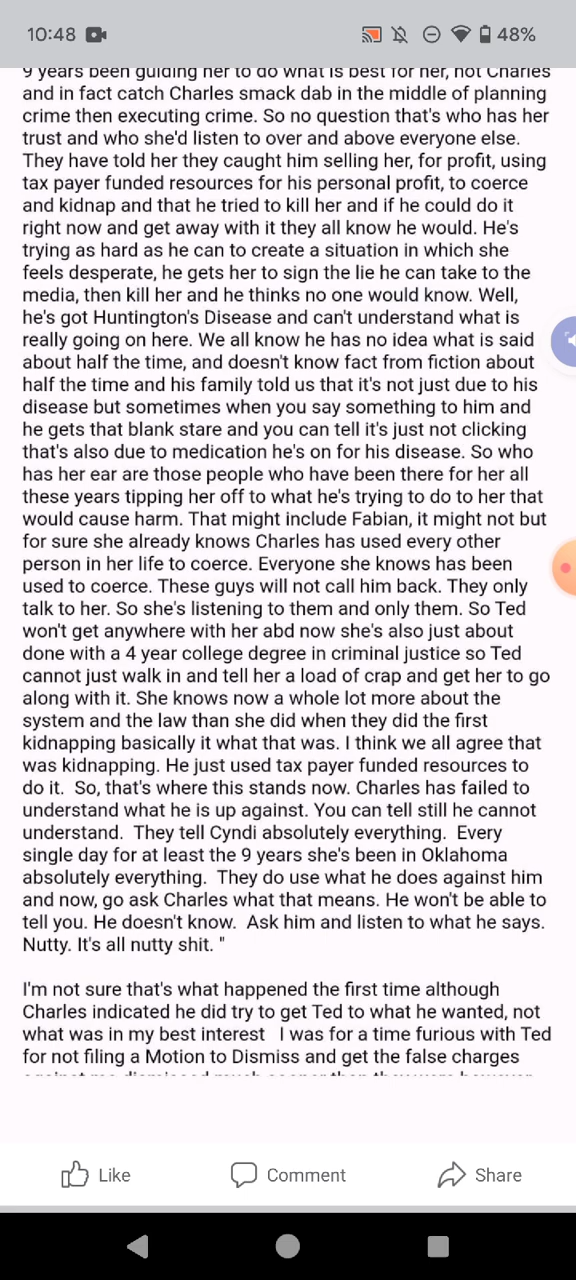 10:48
48%
9 years been guiding her to do what is best for her, not Charles
and in fact catch Charles smack dab in the middle of planning
crime then executing crime. So no question that's who has her
trust and who she'd listen to over and above everyone else.
They have told her they caught him selling her, for profit, using
tax payer funded resources for his personal profit, to coerce
and kidnap and that he tried to kill her and if he could do it
right now and get away with it they all know he would. He's
trying as hard as he can to create a situation in which she
feels desperate, he gets her to sign the lie he can take to the
media, then kill her and he thinks no one would know. Well,
he's got Huntington's Disease and can't understand what is
really going on here. We all know he has no idea what is said
about half the time, and doesn't know fact from fiction about
half the time and his family told us that it's not just due to his
disease but sometimes when you say something to him and
he gets that blank stare and you can tell it's just not clicking
that's also due to medication he's on for his disease. So who
has her ear are those people who have been there for her all
these years tipping her off to what he's trying to do to her that
would cause harm. That might include Fabian, it might not but
for sure she already knows Charles has used every other
person in her life to coerce. Everyone she knows has been
used to coerce. These guys will not call him back. They only
talk to her. So she's listening to them and only them. So Ted
won't get anywhere with her abd now she's also just about
done with a 4 year college degree in criminal justice so Ted
cannot just walk in and tell her a load of crap and get her to go
along with it. She knows now a whole lot more about the
system and the law than she did when they did the first
kidnapping basically it what that was. I think we all agree that
was kidnapping. He just used tax payer funded resources to
do it.  So, that's where this stands now. Charles has failed to
understand what he is up against. You can tell still he cannot
understand.  They tell Cyndi absolutely everything.  Every
single day for at least the 9 years she's been in Oklahoma
absolutely everything.  They do use what he does against him
and now, go ask Charles what that means. He won't be able to
tell you. He doesn't know.  Ask him and listen to what he says.
Nutty. It's all nutty shit. "
I'm not sure that's what happened the first time although
Charles indicated he did try to get Ted to what he wanted, not
what was in my best interest   I was for a time furious with Ted
for not filing a Motion to Dismiss and get the false charges
Like
Comment
Share